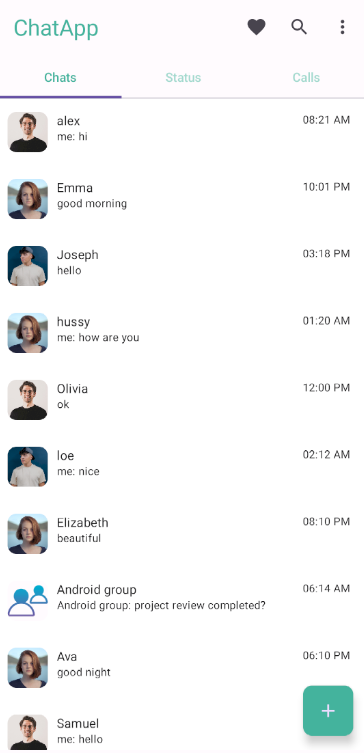 ChatApp
Chats Status Calls
alex 08:21 AM
me: hi
Emma 10:01 PM
good morning
Joseph 03:18 PM
hello
hussy 01:20 AM
me: how are you
Olivia 12:00 PM
ok
loe 02:12 AM
me: nice
Elizabeth 08:10 PM
beautiful
Android group 06:14 AM
Android group: project review completed?
Ava 06:10 PM
good night
Samuel
me: hello